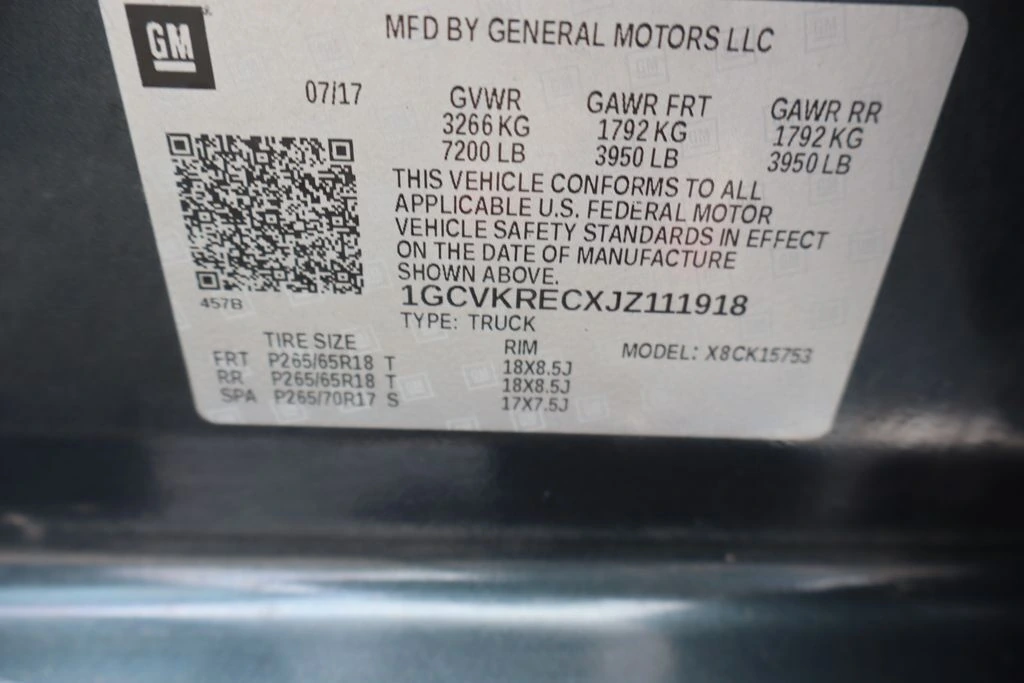 GM
MFD BY GENERAL MOTORS LLC
07/17
GVWR GAWR FRT GAWR RR
3266 KG 1792 KG 1792 KG
7200 LB 3950 LB 3950 LB
THIS VEHICLE CONFORMS TO ALL
APPLICABLE U.S. FEDERAL MOTOR
VEHICLE SAFETY STANDARDS IN EFFECT
ON THE DATE OF MANUFACTURE
SHOWN ABOVE.
457B
1GCVKRECXJZ111918
TYPE: TRUCK
TIRE SIZE RIM MODEL: X8CK15753
FRT P265/65R18 T 18X8.5J
RR P265/65R18 T 18X8.5J
SPA P265/70R17 S 17X7.5J